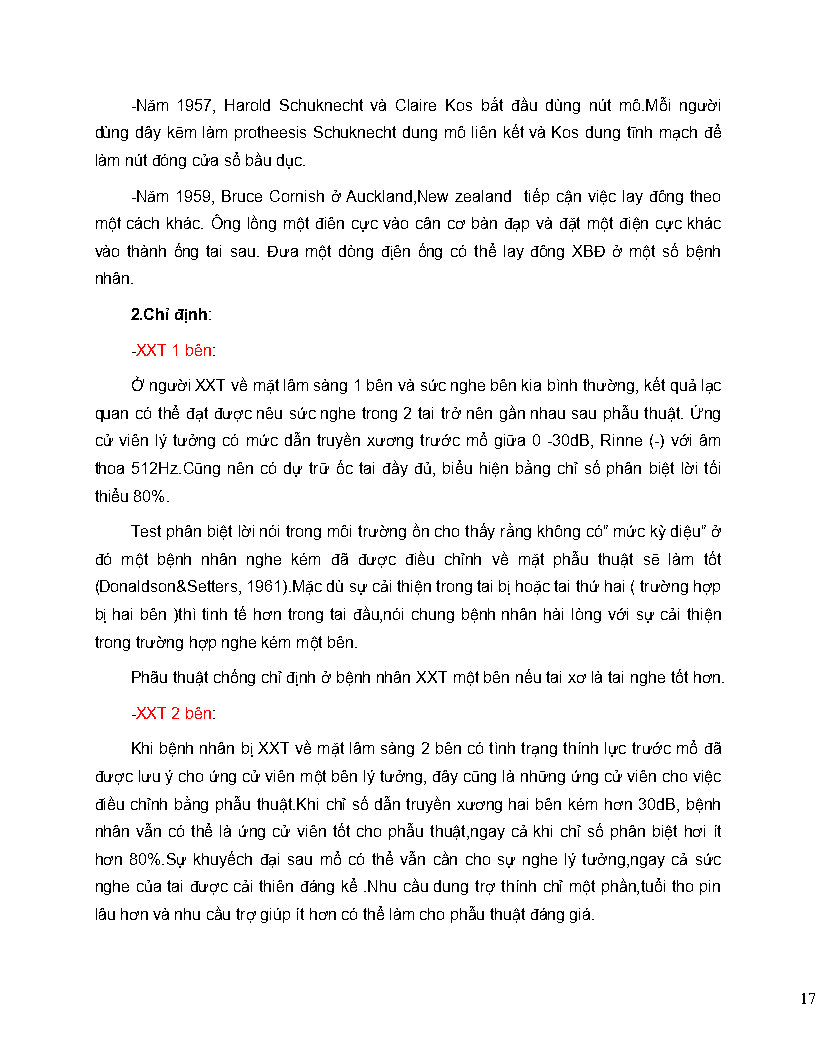 -Năm 1957, Harold Schuknecht và Claire Kos bắt đầu dùng nút mô.Mỗi người
dùng dây kẽm làm protheesis Schuknecht dung mô liên kết và Kos dung tĩnh mạch để
làm nút đóng cửa sổ bầu dục.
-Năm 1959, Bruce Cornish ở Auckland,New zealand tiếp cận việc lay đông theo
một cách khác. Ông lồng một điên cực vào cân cơ bàn đạp và đặt một điện cực khác
vào thành ống tai sau. Đưa một dòng địên ống có thể lay đông XBĐ ở một số bệnh
nhân.
2.Chỉ định:
-XXT 1 bên:
Ở người XXT về mặt lâm sàng 1 bên và sức nghe bên kia bình thường, kết quả lạc
quan có thể đạt được nêu sức nghe trong 2 tai trở nên gần nhau sau phẫu thuật. Ứng
cử viên lý tưởng có mức dẫn truyền xương trước mổ giữa 0 -30dB, Rinne (-) với âm
thoa 512Hz.Cũng nên có dự trữ ốc tai đầy đủ, biểu hiện bằng chỉ số phân biệt lời tối
thiểu 80%.
Test phân biệt lời nói trong môi trường ồn cho thấy rằng không có” mức kỳ diệu” ở
đó một bệnh nhân nghe kém đã được điều chỉnh về mặt phẫu thuật sẽ làm tốt
(Donaldson&Setters, 1961).Mặc dù sự cải thiện trong tai bị hoặc tai thứ hai ( trường hợp
bị hai bên )thì tinh tế hơn trong tai đầu,nói chung bệnh nhân hài lòng với sự cải thiện
trong trường hợp nghe kém một bên.
Phẫu thuật chống chỉ định ở bệnh nhân XXT một bên nếu tai xơ là tai nghe tốt hơn.
-XXT 2 bên:
Khi bệnh nhân bị XXT về mặt lâm sàng 2 bên có tình trạng thính lực trước mổ đã
được lưu ý cho ứng cử viên một bên lý tưởng, đây cũng là những ứng cử viên cho việc
điều chỉnh bằng phẫu thuật.Khi chỉ số dẫn truyền xương hai bên kém hơn 30dB, bệnh
nhân vẫn có thể là ứng cử viên tốt cho phẫu thuật,ngay cả khi chỉ số phân biệt hơi ít
hơn 80%.Sự khuyếch đại sau mổ có thể vẫn cần cho sự nghe lý tưởng,ngay cả sức
nghe của tai được cải thiên đáng kể .Nhu cầu dung trợ thính chỉ một phần,tuổi tho pin
lâu hơn và nhu cầu trợ giúp ít hơn có thể làm cho phẫu thuật đáng giá.
17